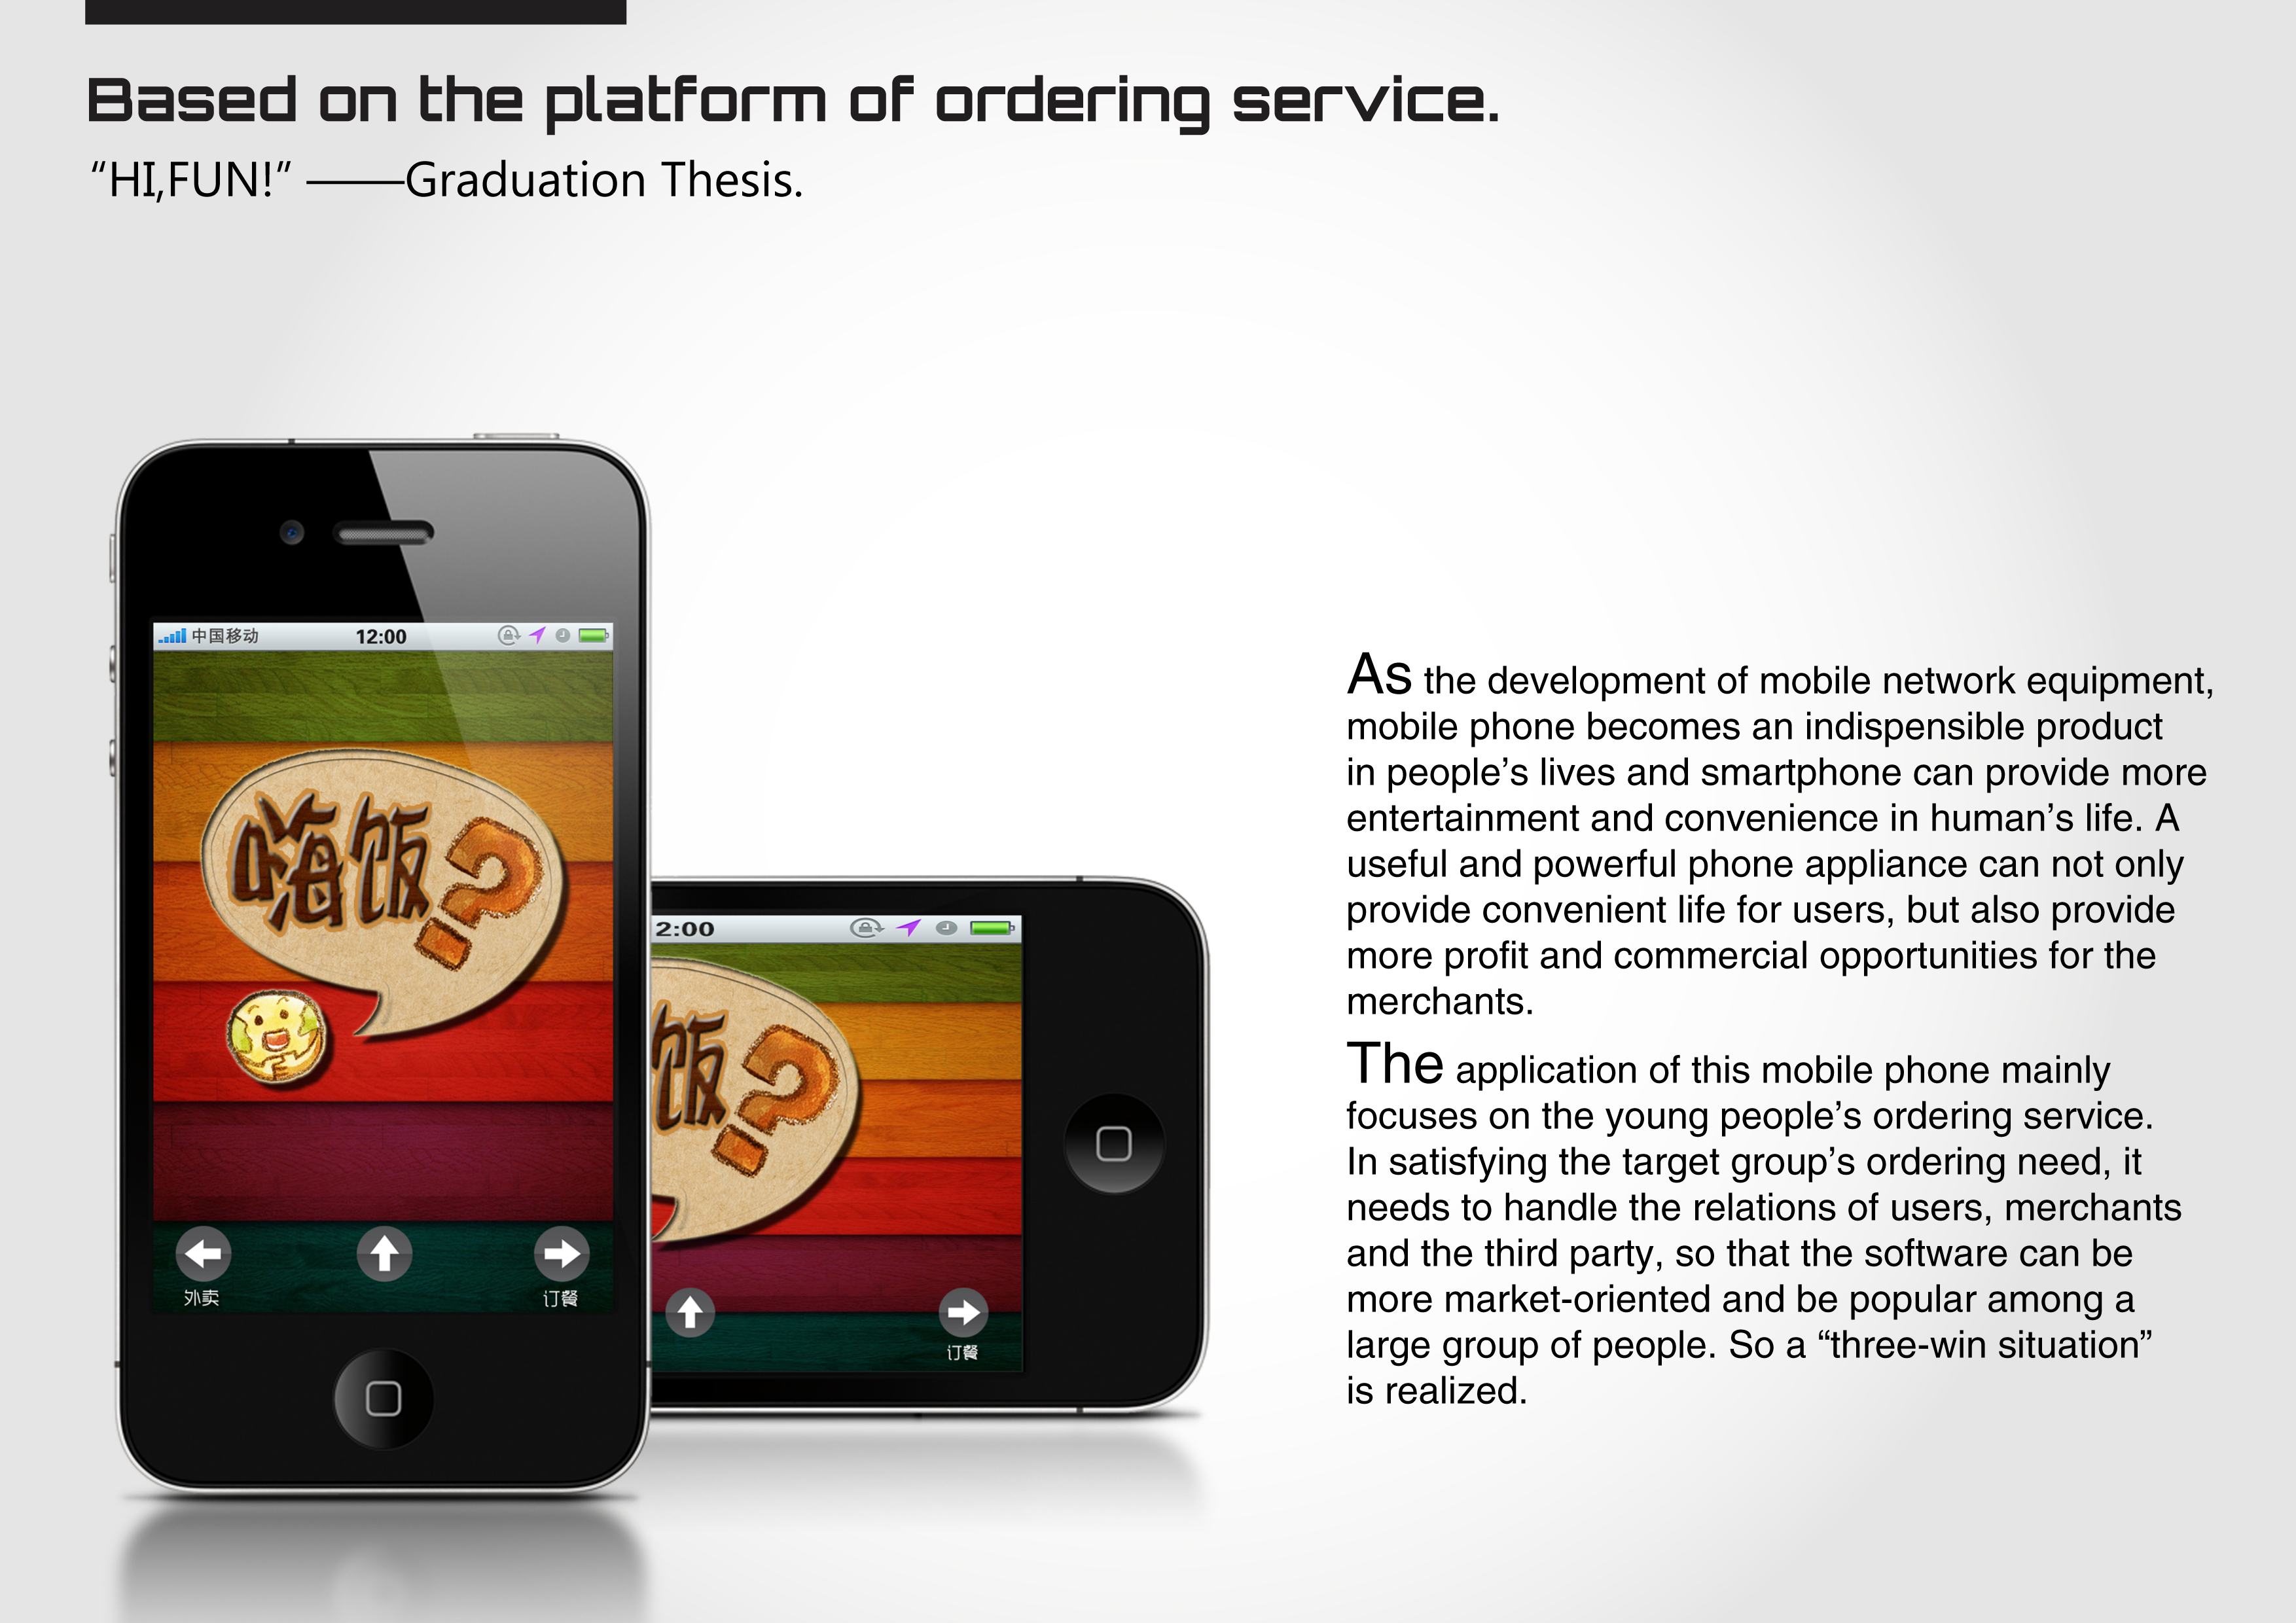 Based on the platform of ordering service.
“HI,FUN!” ——Graduation Thesis.
中国移动 12:00
嗨饭?
外卖 订餐
2:00
饭?
订餐
As the development of mobile network equipment,
mobile phone becomes an indispensible product
in people’s lives and smartphone can provide more
entertainment and convenience in human’s life. A
useful and powerful phone appliance can not only
provide convenient life for users, but also provide
more profit and commercial opportunities for the
merchants.
The application of this mobile phone mainly
focuses on the young people’s ordering service.
In satisfying the target group’s ordering need, it
needs to handle the relations of users, merchants
and the third party, so that the software can be
more market-oriented and be popular among a
large group of people. So a “three-win situation”
is realized.